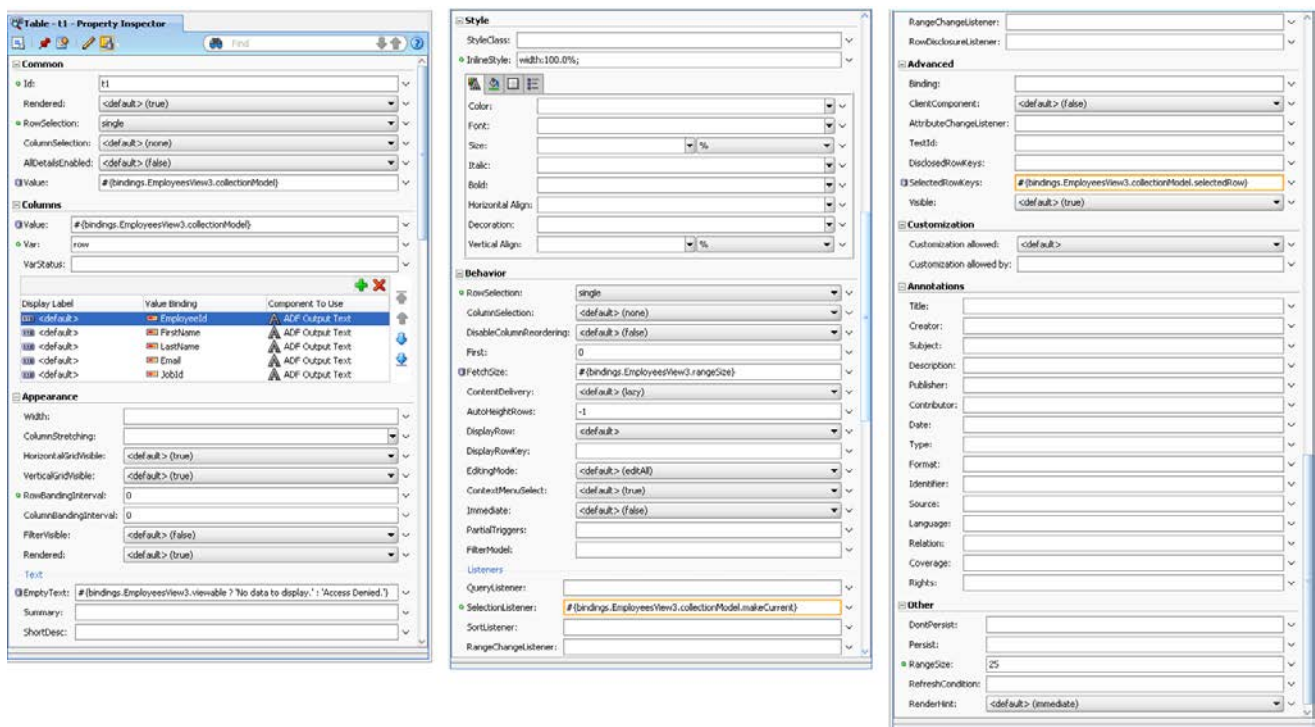 Table - t1 - Property Inspector
Find
Common
Id: t1
Rendered: <default> (true)
RowSelection: single
ColumnSelection: <default> (none)
AllDetailsEnabled: <default> (false)
Value: #{bindings.EmployeesView3.collectionModel}
Columns
Value: #{bindings.EmployeesView3.collectionModel}
Var: row
VarStatus:
Display Label Value Binding Component To Use
<default> EmployeeId ADF Output Text
<default> FirstName ADF Output Text
<default> LastName ADF Output Text
<default> Email ADF Output Text
<default> JobId ADF Output Text
Appearance
Width:
ColumnStretching:
HorizontalGridVisible: <default> (true)
VerticalGridVisible: <default> (true)
RowBandingInterval: 0
ColumnBandingInterval: 0
FilterVisible: <default> (false)
Rendered: <default> (true)
Text
EmptyText: #{bindings.EmployeesView3.viewable ? 'No data to display.' : 'Access Denied.'}
Summary:
ShortDesc:
Style
StyleClass:
InlineStyle: width:100.0%;
Color:
Font:
Size: %
Italic:
Bold:
Horizontal Align:
Decoration:
Vertical Align: %
Behavior
RowSelection: single
ColumnSelection: <default> (none)
DisableColumnReordering: <default> (false)
First: 0
FetchSize: #{bindings.EmployeesView3.rangeSize}
ContentDelivery: <default> (lazy)
AutoHeightRows: -1
DisplayRow: <default>
DisplayRowKey:
EditingMode: <default> (editAll)
ContextMenuSelect: <default> (true)
Immediate: <default> (false)
PartialTriggers:
FilterModel:
Listeners
QueryListener:
SelectionListener: #{bindings.EmployeesView3.collectionModel.makeCurrent}
SortListener:
RangeChangeListener:
RangeChangeListener:
RowDisclosureListener:
Advanced
Binding:
ClientComponent: <default> (false)
AttributeChangeListener:
TestId:
DisclosedRowKeys:
SelectedRowKeys: #{bindings.EmployeesView3.collectionModel.selectedRow}
Visible: <default> (true)
Customization
Customization allowed: <default>
Customization allowed by:
Annotations
Title:
Creator:
Subject:
Description:
Publisher:
Contributor:
Date:
Type:
Format:
Identifier:
Source:
Language:
Relation:
Coverage:
Rights:
Other
DontPersist:
Persist:
RangeSize: 25
RefreshCondition:
RenderHint: <default> (immediate)